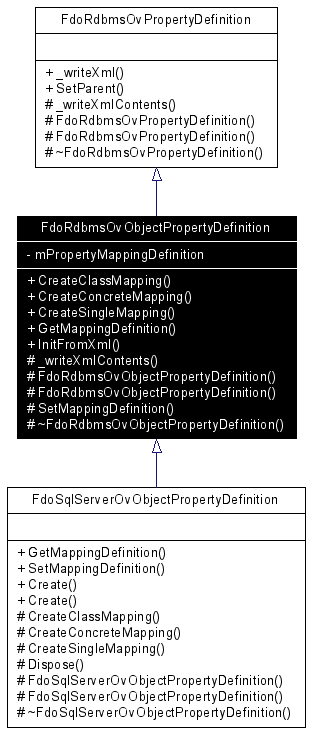 FdoRdbmsOvPropertyDefinition
+ _writeXml()
+ SetParent()
# _writeXmlContents()
# FdoRdbmsOvPropertyDefinition()
# FdoRdbmsOvPropertyDefinition()
# ~FdoRdbmsOvPropertyDefinition()
FdoRdbmsOvObjectPropertyDefinition
- mPropertyMappingDefinition
+ CreateClassMapping()
+ CreateConcreteMapping()
+ CreateSingleMapping()
+ GetMappingDefinition()
+ InitFromXml()
# _writeXmlContents()
# FdoRdbmsOvObjectPropertyDefinition()
# FdoRdbmsOvObjectPropertyDefinition()
# SetMappingDefinition()
# ~FdoRdbmsOvObjectPropertyDefinition()
FdoSqlServerOvObjectPropertyDefinition
+ GetMappingDefinition()
+ SetMappingDefinition()
+ Create()
+ Create()
# CreateClassMapping()
# CreateConcreteMapping()
# CreateSingleMapping()
# Dispose()
# FdoSqlServerOvObjectPropertyDefinition()
# FdoSqlServerOvObjectPropertyDefinition()
# ~FdoSqlServerOvObjectPropertyDefinition()